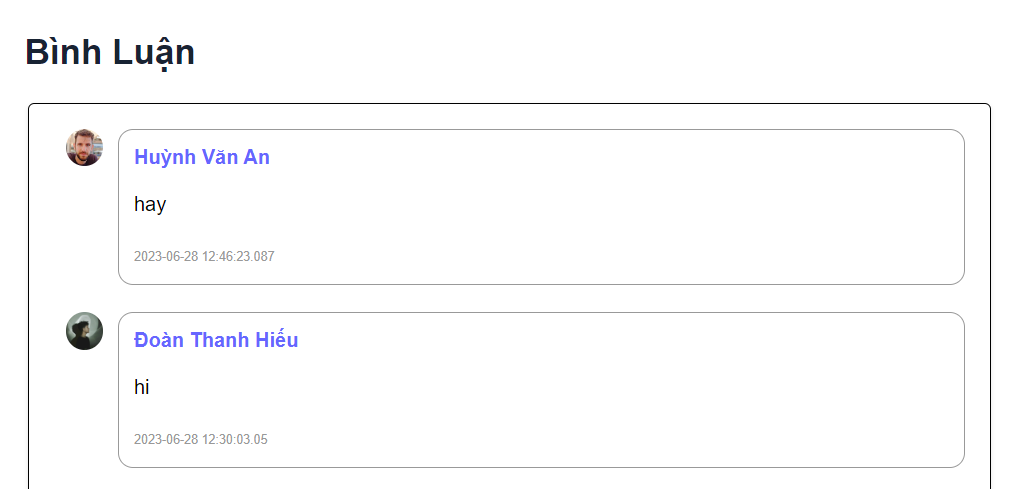 Bình Luận
Huỳnh Văn An
hay
2023-06-28 12:46:23.087
Đoàn Thanh Hiếu
hi
2023-06-28 12:30:03.05